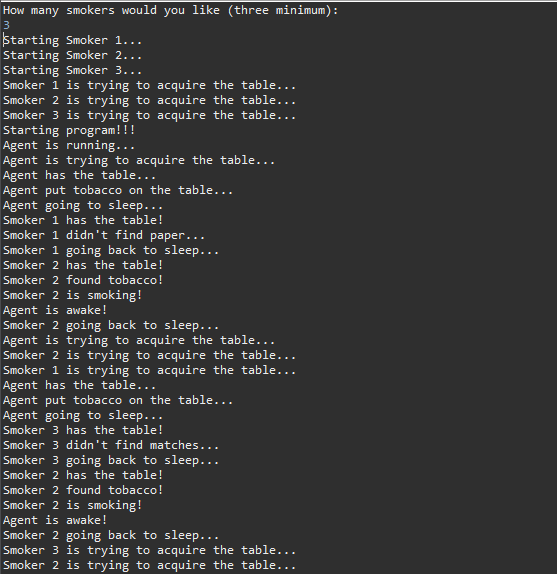 How many smokers would you like (three minimum):
3
Starting Smoker 1...
Starting Smoker 2...
Starting Smoker 3...
Smoker 1 is trying to acquire the table...
Smoker 2 is trying to acquire the table...
Smoker 3 is trying to acquire the table...
Starting program!!!
Agent is running...
Agent is trying to acquire the table...
Agent has the table...
Agent put tobacco on the table...
Agent going to sleep...
Smoker 1 has the table!
Smoker 1 didn't find paper...
Smoker 1 going back to sleep...
Smoker 2 has the table!
Smoker 2 found tobacco!
Smoker 2 is smoking!
Agent is awake!
Smoker 2 going back to sleep...
Agent is trying to acquire the table...
Smoker 2 is trying to acquire the table...
Smoker 1 is trying to acquire the table...
Agent has the table...
Agent put tobacco on the table...
Agent going to sleep...
Smoker 3 has the table!
Smoker 3 didn't find matches...
Smoker 3 going back to sleep...
Smoker 2 has the table!
Smoker 2 found tobacco!
Smoker 2 is smoking!
Agent is awake!
Smoker 2 going back to sleep...
Smoker 3 is trying to acquire the table...
Smoker 2 is trying to acquire the table...